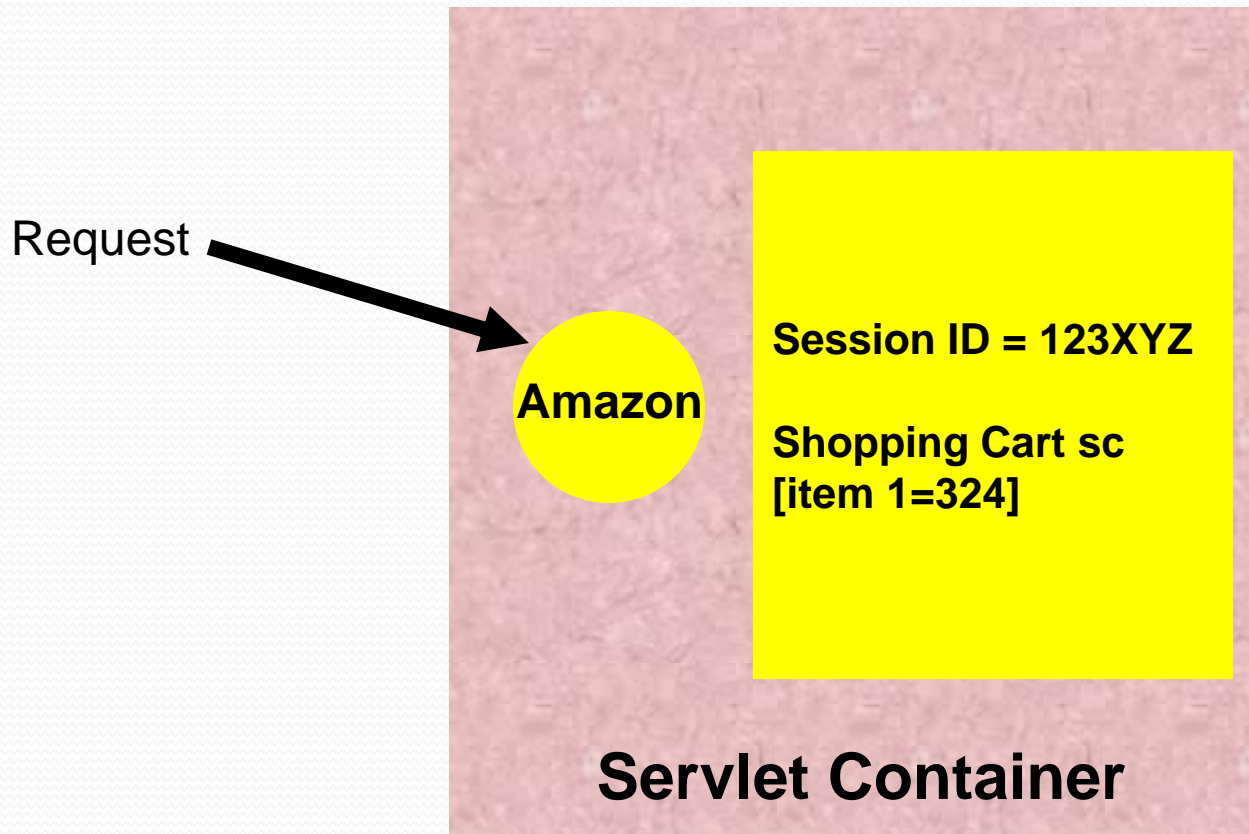 Request
Amazon
Session ID = 123XYZ
Shopping Cart sc
[item 1=324]
Servlet Container